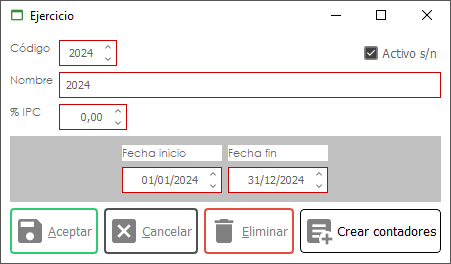 Ejercicio
Código 2024 Activo s/n
Nombre 2024
% IPC 0,00
Fecha inicio Fecha fin
01/01/2024 31/12/2024
Aceptar Cancelar Eliminar Crear contadores